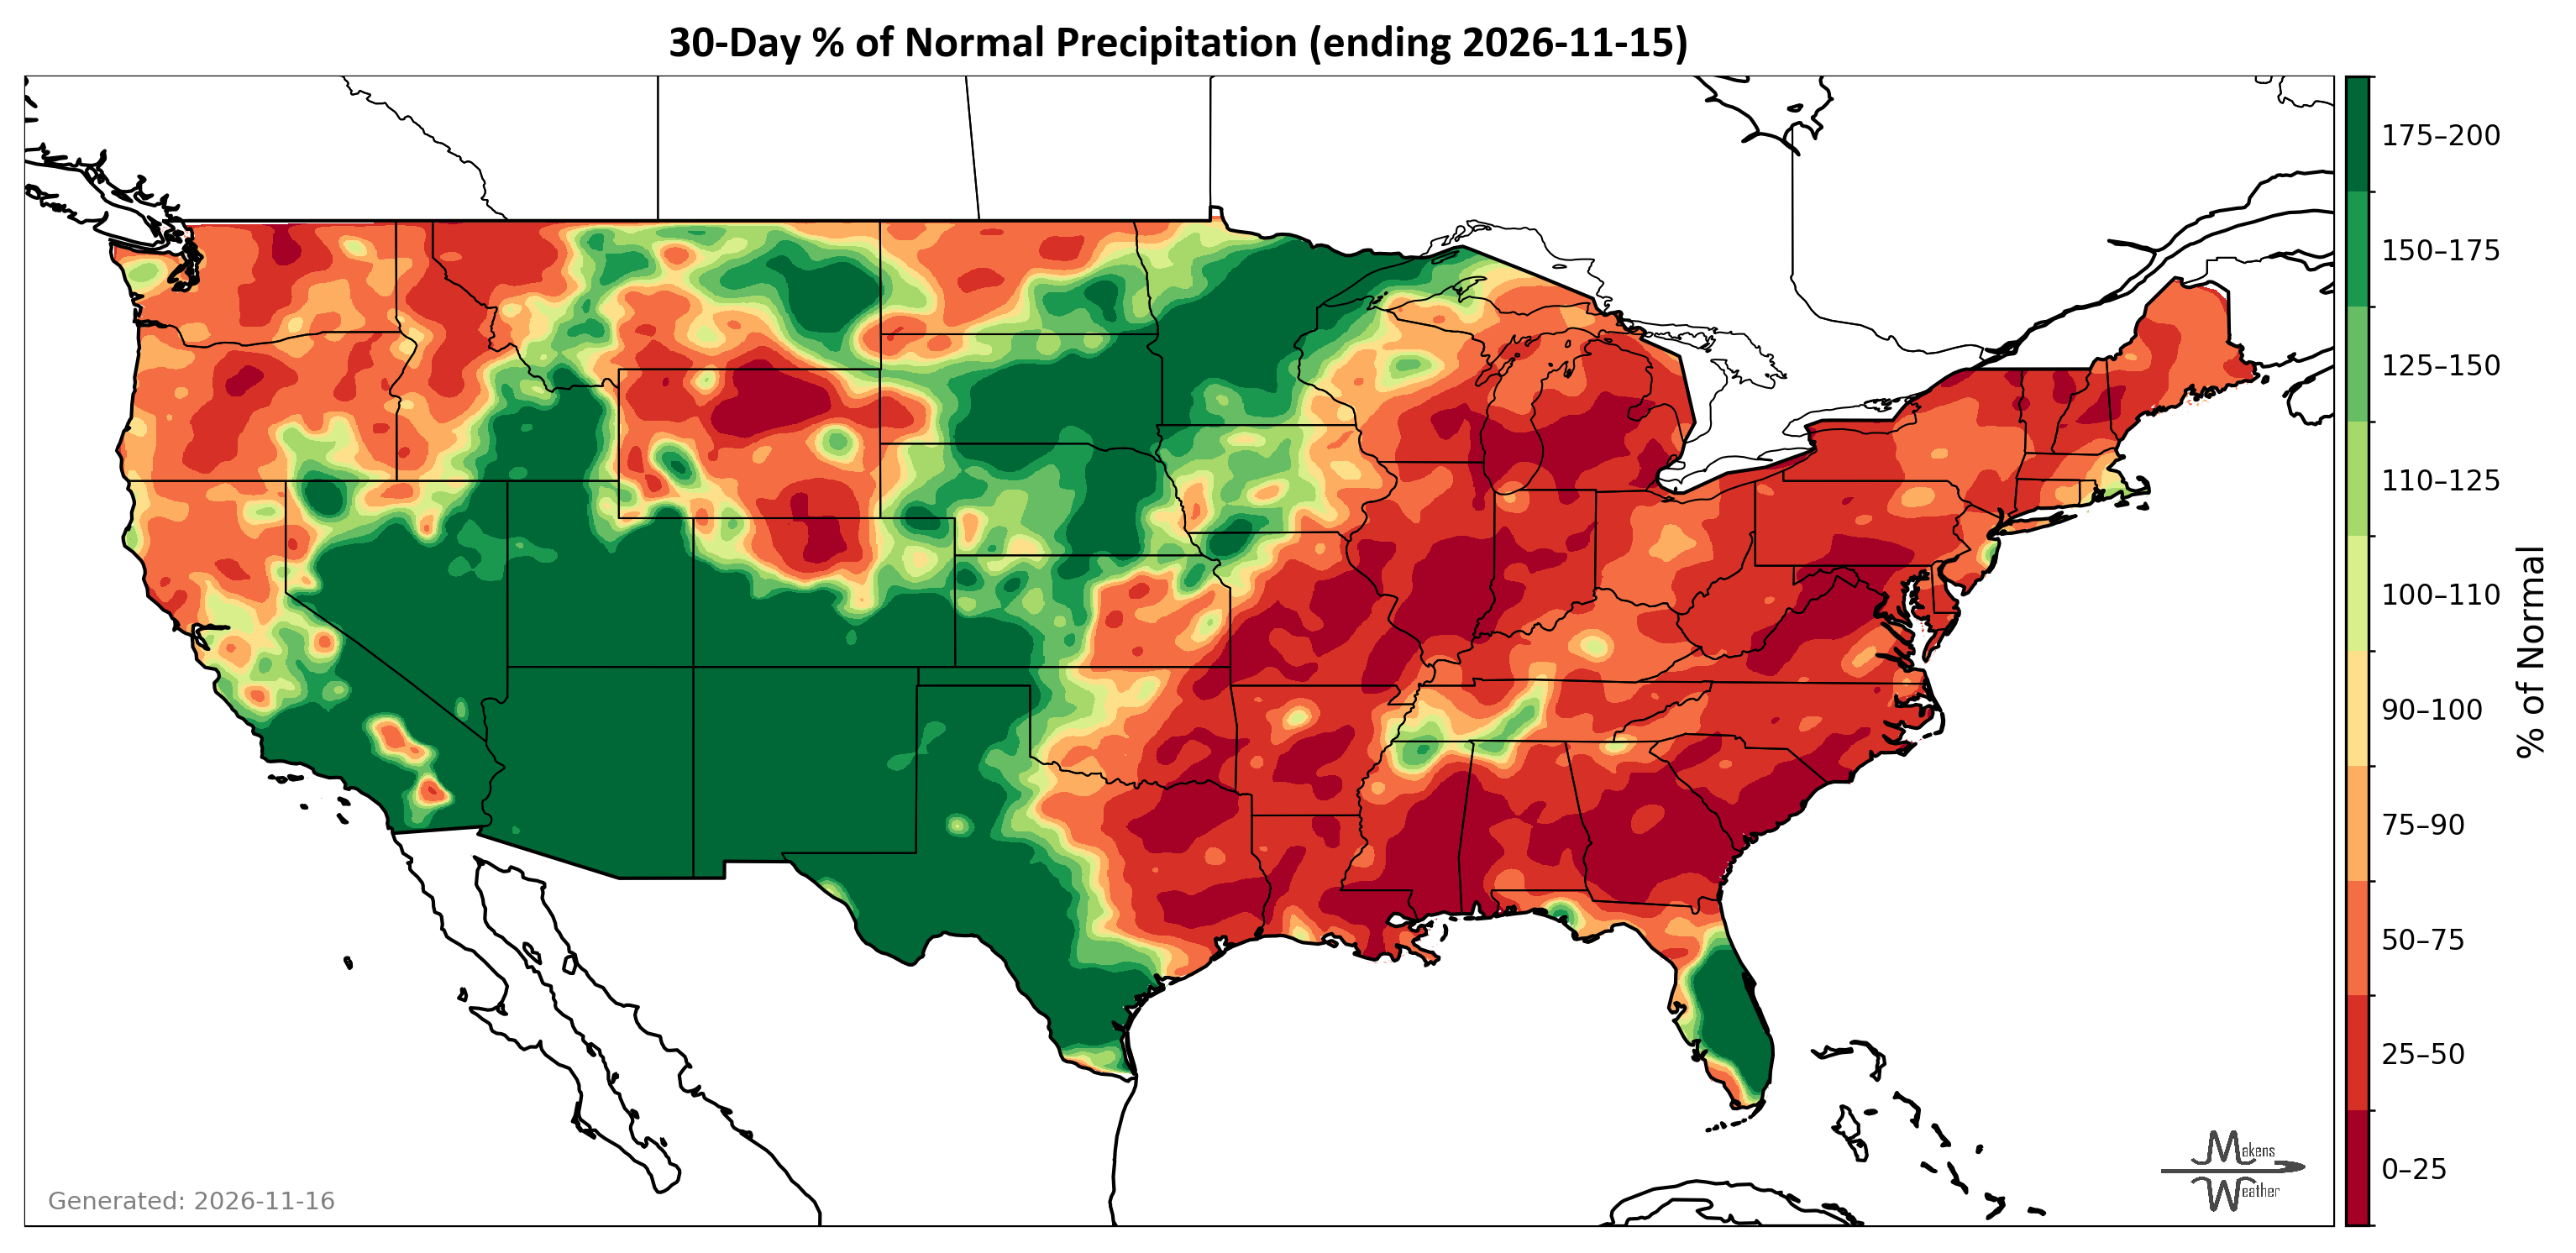 30-Day % of Normal Precipitation (ending 2026-11-15)
175–200
150–175
125–150
110–125
100–110
90–100
75–90
50–75
25–50
0–25
% of Normal
Makens
Weather
Generated: 2026-11-16